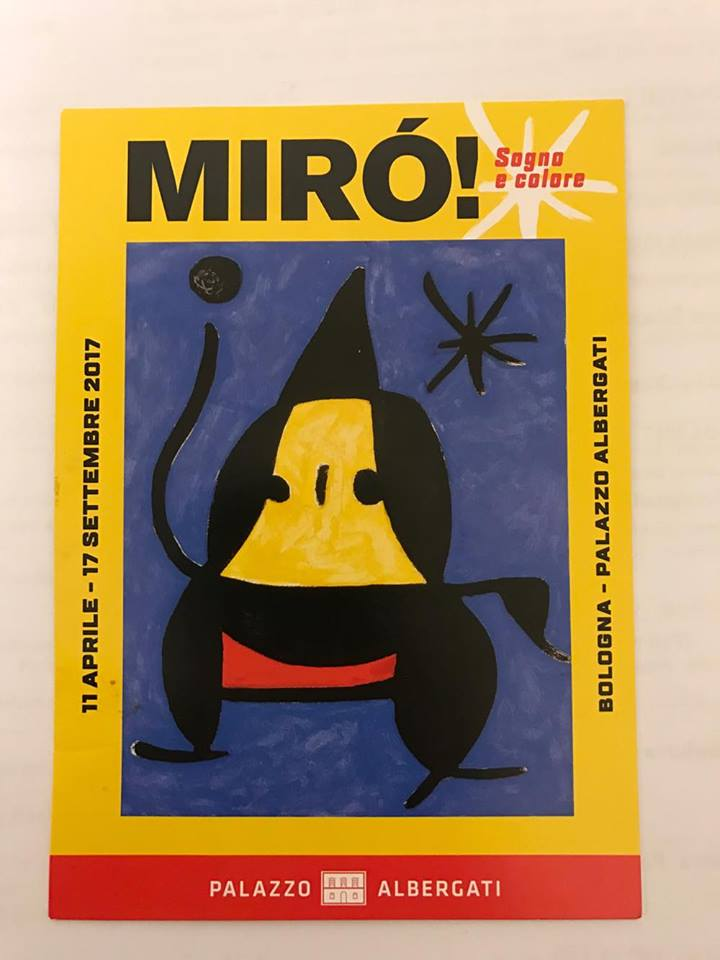 MIRÓ!
Sogno
e colore
11 APRILE - 17 SETTEMBRE 2017
BOLOGNA - PALAZZO ALBERGATI
PALAZZO ALBERGATI